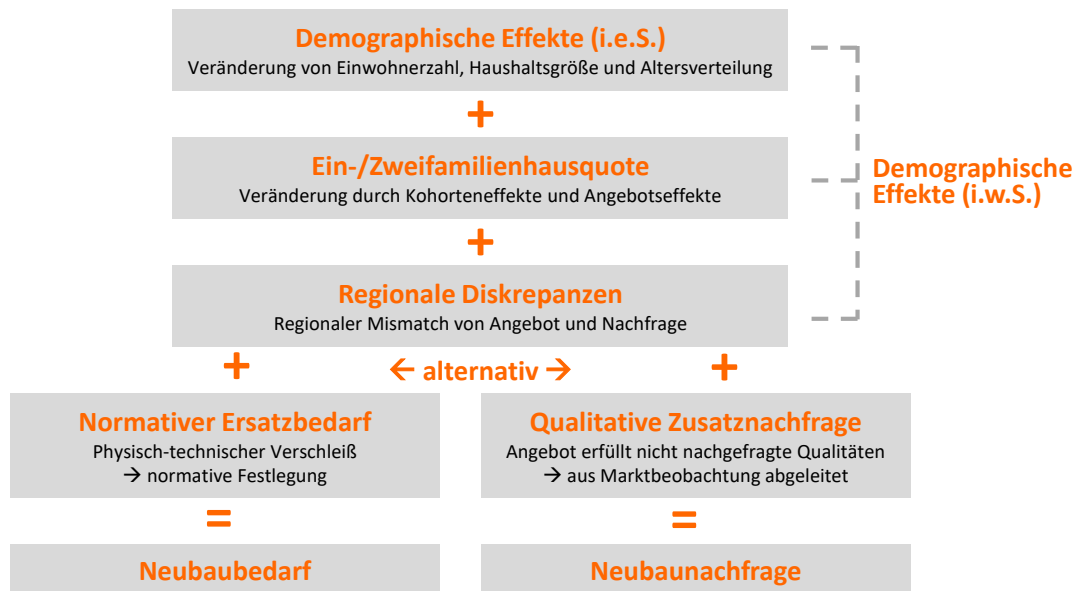 Demographische Effekte (i.e.S.)
Veränderung von Einwohnerzahl, Haushaltsgröße und Altersverteilung
+
Ein-/Zweifamilienhausquote
Veränderung durch Kohorteneffekte und Angebotseffekte
Demographische
Effekte (i.w.S.)
+
Regionale Diskrepanzen
Regionaler Mismatch von Angebot und Nachfrage
+ ← alternativ → +
Normativer Ersatzbedarf
Physisch-technischer Verschleiß
→ normative Festlegung
=
Neubaubedarf
Qualitative Zusatznachfrage
Angebot erfüllt nicht nachgefragte Qualitäten
→ aus Marktbeobachtung abgeleitet
=
Neubaunachfrage